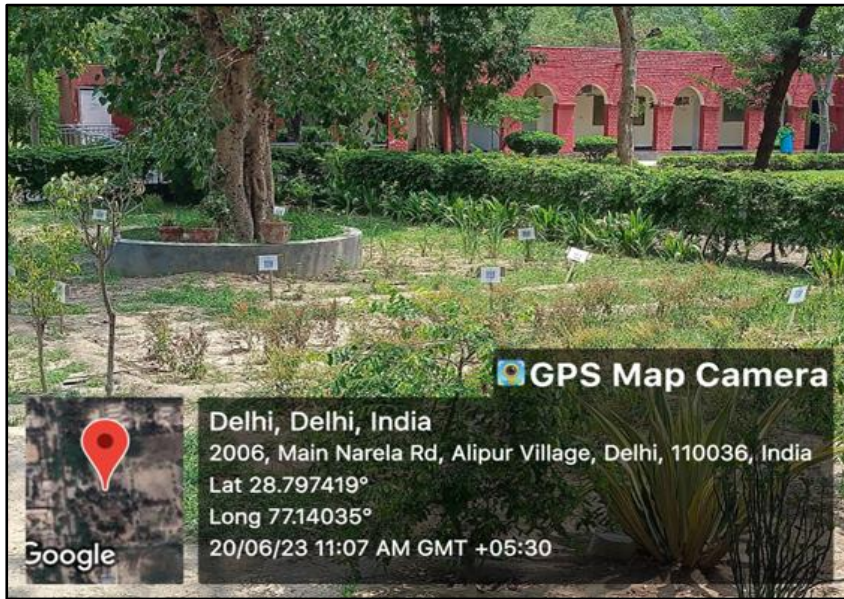 GPS Map Camera
Delhi, Delhi, India
2006, Main Narela Rd, Alipur Village, Delhi, 110036, India
Lat 28.797419°
Long 77.14035°
20/06/23 11:07 AM GMT +05:30
Google